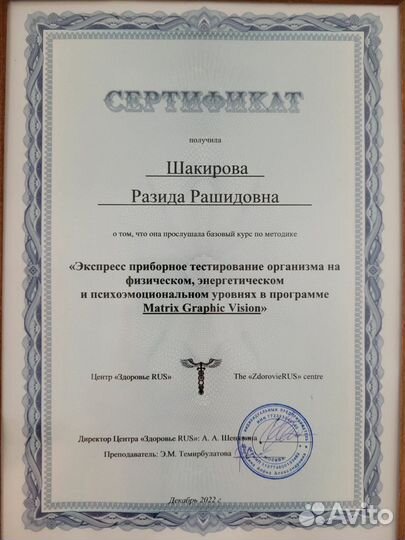 СЕРТИФИКАТ
получила
Шакирова
Разида Рашидовна
о том, что она прослушала базовый курс по методике
«Экспресс приборное тестирование организма на
физическом, энергетическом
и психоэмоциональном уровнях в программе
Matrix Graphic Vision»
Центр «Здоровье RUS» The «ZdorovieRUS» centre
Директор Центра «Здоровье RUS»: А. А.
Преподаватель: Э.М. Темирбулатова
Декабрь 2022 г
Avito